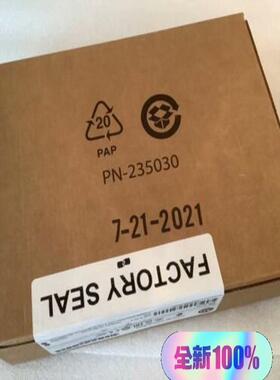 20
PAP
PN-235030
7-21-2021
FACTORY SEAL
全新100%